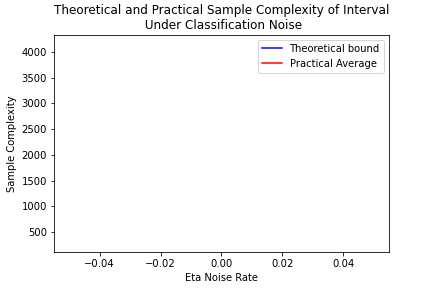 Theoretical and Practical Sample Complexity of Interval
Under Classification Noise
Theoretical bound
Practical Average
4000
3500
3000
2500
2000
1500
1000
500
Sample Complexity
−0.04
−0.02
0.00
0.02
0.04
Eta Noise Rate